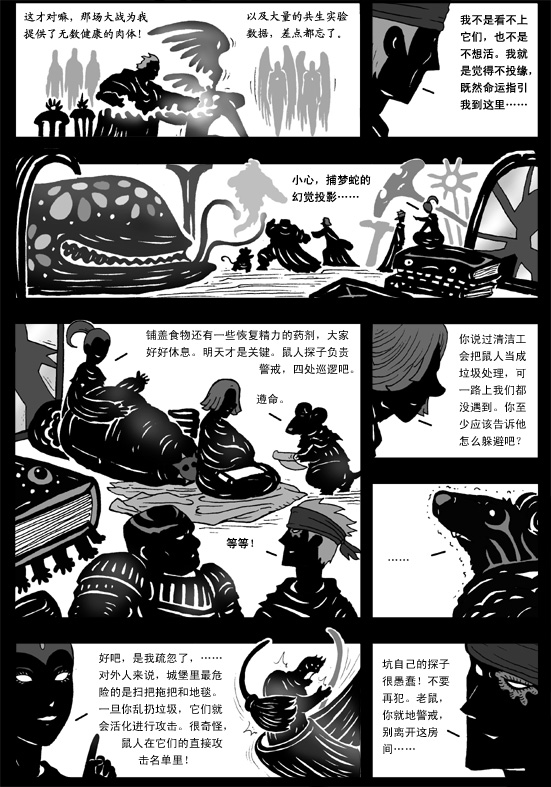 这才对嘛，那场大战为我
提供了无数健康的肉体！
以及大量的共生实验
数据，差点都忘了。
我不是看不上
它们，也不是
不想活。我就
是觉得不投缘，
既然命运指引
我到这里……
小心，捕梦蛇的
幻觉投影……
铺盖食物还有一些恢复精力的药剂，大家
好好休息。明天才是关键。鼠人探子负责
警戒，四处巡逻吧。
遵命。
等等！
你说过清洁工
会把鼠人当成
垃圾处理，可
一路上我们都
没遇到。你至
少应该告诉他
怎么躲避吧？
……
好吧，是我疏忽了，……
对外人来说，城堡里最危
险的是扫把拖把和地毯。
一旦你乱扔垃圾，它们就
会活化进行攻击。很奇怪，
鼠人在它们的直接攻
击名单里！
坑自己的探子
很愚蠢！不要
再犯。老鼠，
你就地警戒，
别离开这房
间……